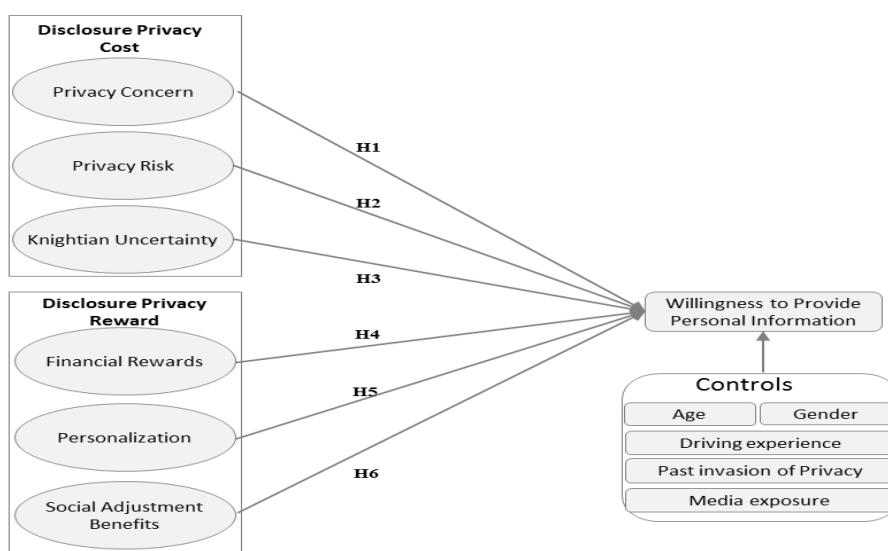 Disclosure Privacy
Cost
Privacy Concern
Privacy Risk
Knightian Uncertainty
Disclosure Privacy
Reward
Financial Rewards
Personalization
Social Adjustment
Benefits
H1
H2
H3
H4
H5
H6
Willingness to Provide
Personal Information
Controls
Age
Gender
Driving experience
Past invasion of Privacy
Media exposure